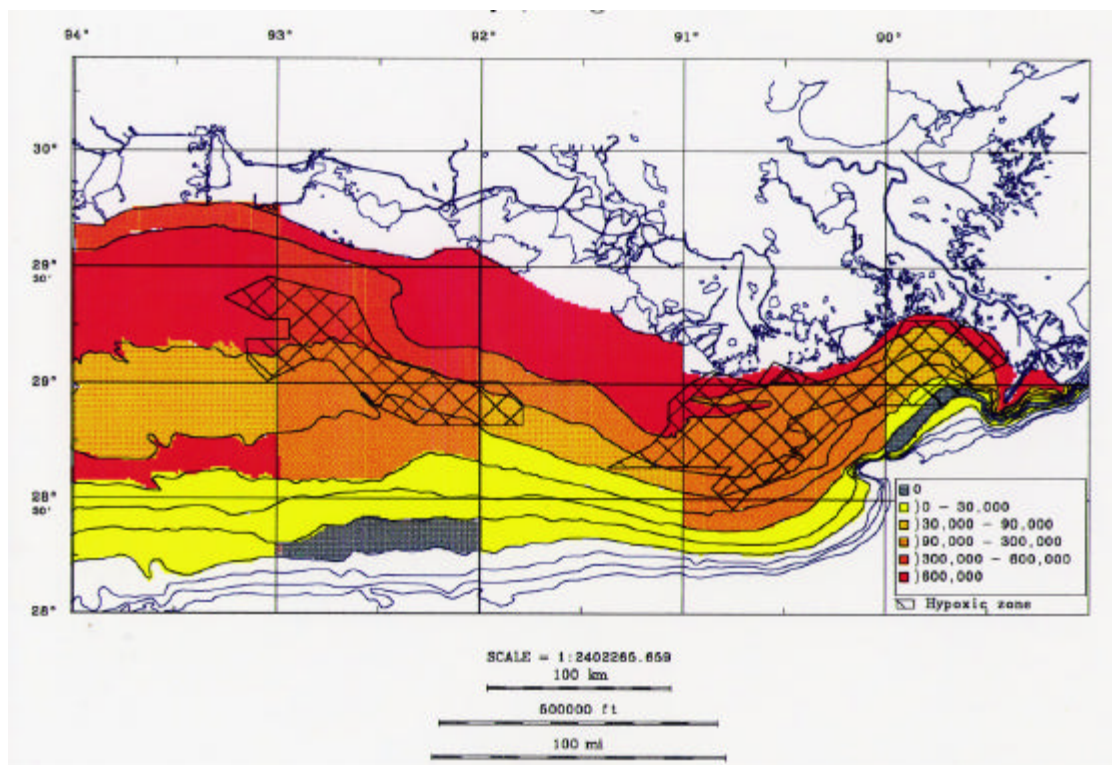 94° 93° 92° 91° 90°
30°
29°
30'
29°
28°
30'
28°
0
)0 - 30,000
)30,000 - 90,000
)90,000 - 300,000
)300,000 - 600,000
)600,000
Hypoxic zone
SCALE = 1:2402265.659
100 km
500000 ft
100 mi